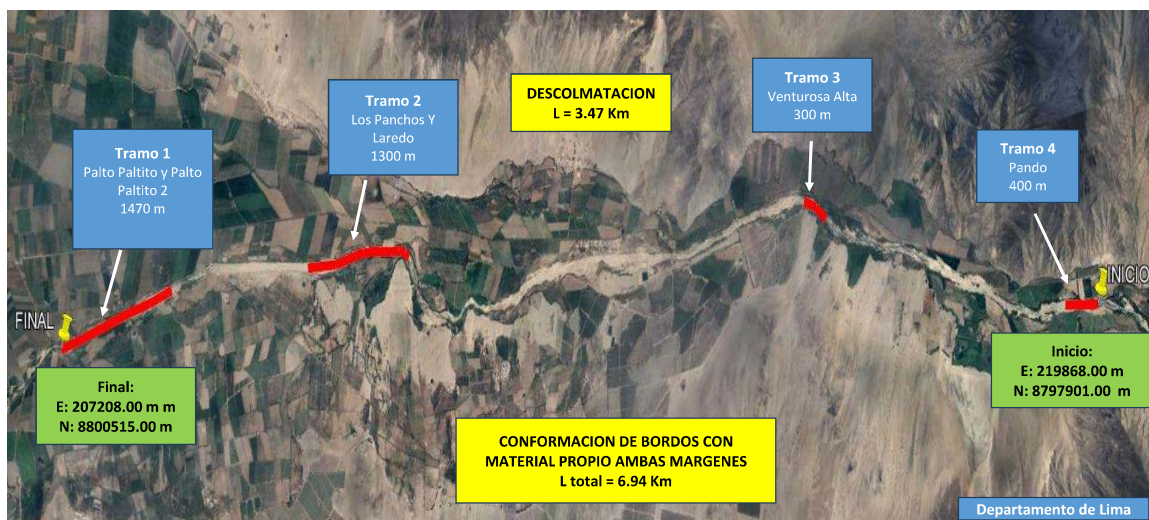 DESCOLMATACION
L = 3.47 Km
Tramo 3
Venturosa Alta
300 m
Tramo 2
Los Panchos Y
Laredo
1300 m
Tramo 1
Palto Paltito y Palto
Paltito 2
1470 m
Tramo 4
Pando
400 m
INICIO
FINAL
Final:
E: 207208.00 m m
N: 8800515.00 m
Inicio:
E: 219868.00 m
N: 8797901.00 m
CONFORMACION DE BORDOS CON
MATERIAL PROPIO AMBAS MARGENES
L total = 6.94 Km
Departamento de Lima